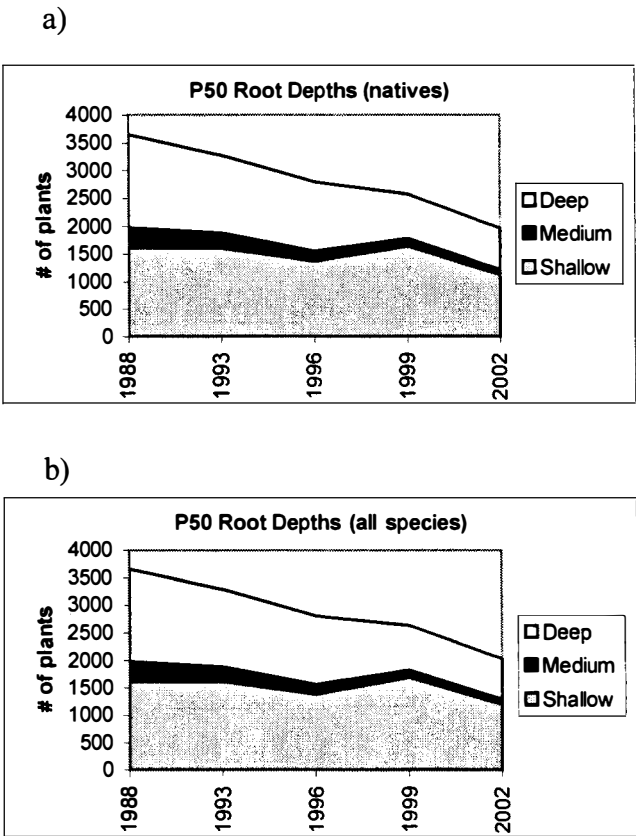 a)
P50 Root Depths (natives)
4000
3500
3000
2500
2000
1500
1000
500
0
# of plants
1988
1993
1996
1999
2002
Deep
Medium
Shallow
b)
P50 Root Depths (all species)
4000
3500
3000
2500
2000
1500
1000
500
0
# of plants
1988
1993
1996
1999
2002
Deep
Medium
Shallow